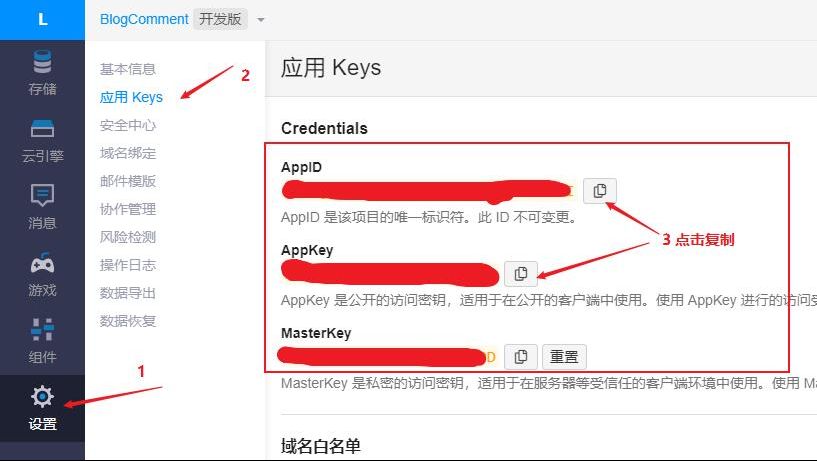 L
BlogComment 开发版
存储
云引擎
消息
游戏
组件
设置
1
基本信息
应用 Keys
安全中心
域名绑定
邮件模版
协作管理
风险检测
操作日志
数据导出
数据恢复
2
应用 Keys
Credentials
AppID
AppID 是该项目的唯一标识符。此 ID 不可变更。
3 点击复制
AppKey
AppKey 是公开的访问密钥，适用于在公开的客户端中使用。使用 AppKey 进行的访问受
MasterKey
D
重置
MasterKey 是私密的访问密钥，适用于在服务器等受信任的客户端环境中使用。使用 Ma
域名白名单